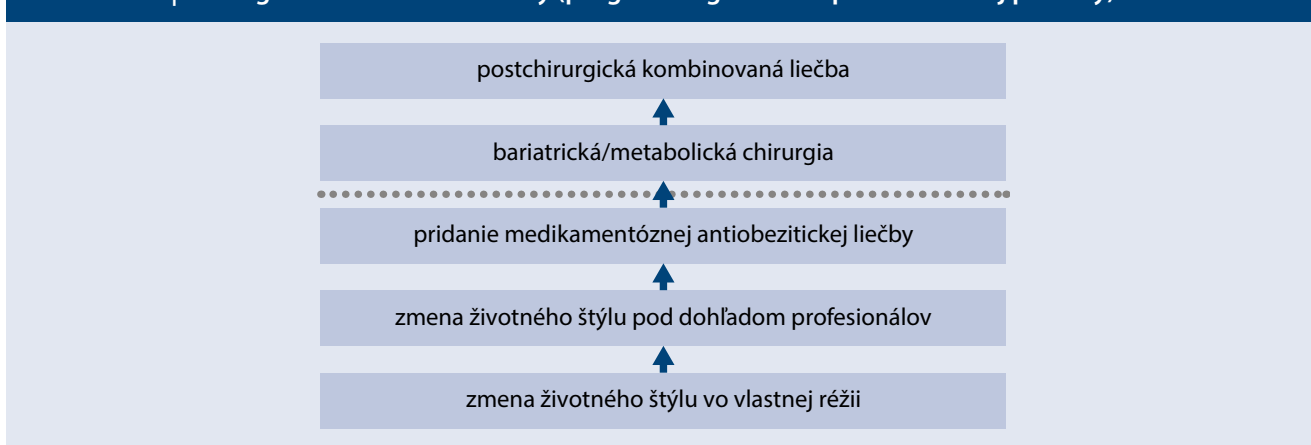 postchirurgická kombinovaná liečba
bariatrická/metabolická chirurgia
pridanie medikamentóznej antiobezitickej liečby
zmena životného štýlu pod dohľadom profesionálov
zmena životného štýlu vo vlastnej réžii